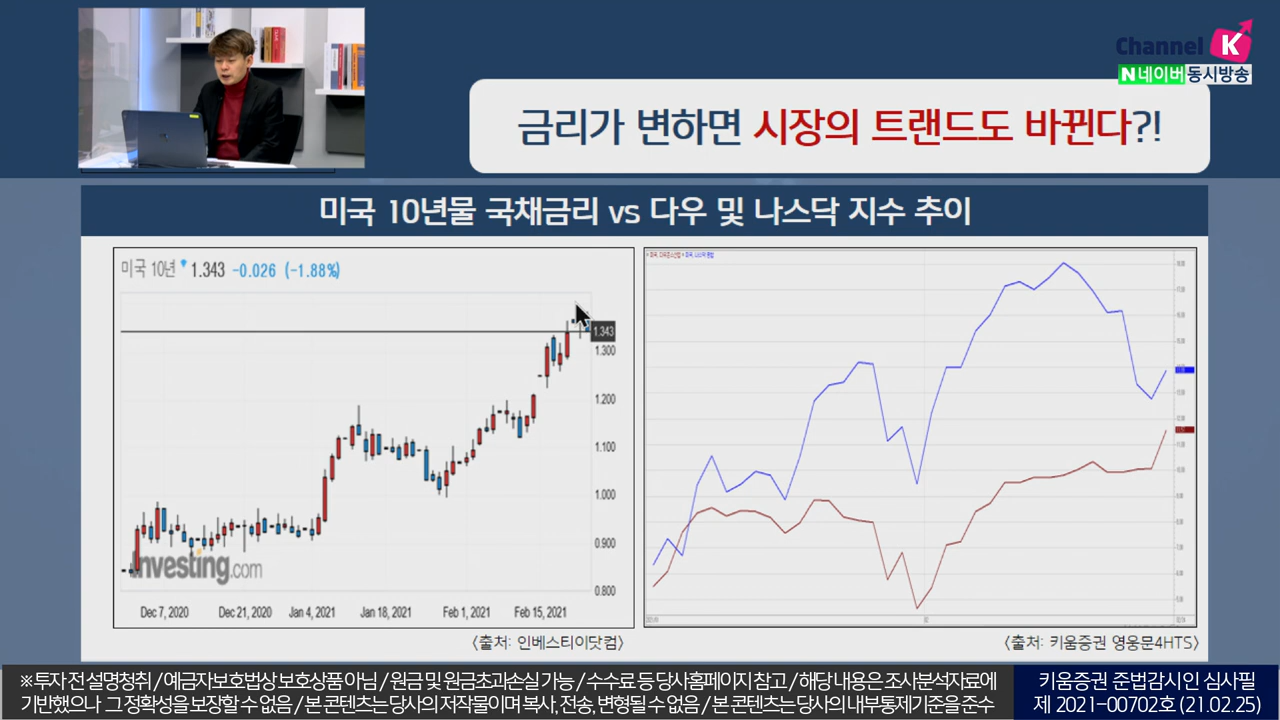 Channel K
N 네이버 동시방송
금리가 변하면 시장의 트랜드도 바뀐다?!
미국 10년물 국채금리 vs 다우 및 나스닥 지수 추이
미국 10년 1.343 -0.026 (-1.88%)
1.343
1.300
1.200
1.100
1.000
0.900
0.800
Investing.com
Dec 7, 2020 Dec 21, 2020 Jan 4, 2021 Jan 18, 2021 Feb 1, 2021 Feb 15, 2021
<출처: 인베스티이닷컴>
<출처: 키움증권 영웅문4HTS>
※ 투자 전 설명청취 / 예금자보호법상 보호상품 아님 / 원금 및 원금초과손실 가능 / 수수료 등 당사홈페이지 참고 / 해당 내용은 조사분석자료에
기반했으나 그 정확성을 보장할 수 없음 / 본 콘텐츠는 당사의 저작물이며 복사, 전송, 변형될 수 없음 / 본 콘텐츠는 당사의 내부통제기준을 준수
키움증권 준법감시인 심사필
제 2021-00702호 (21.02.25)